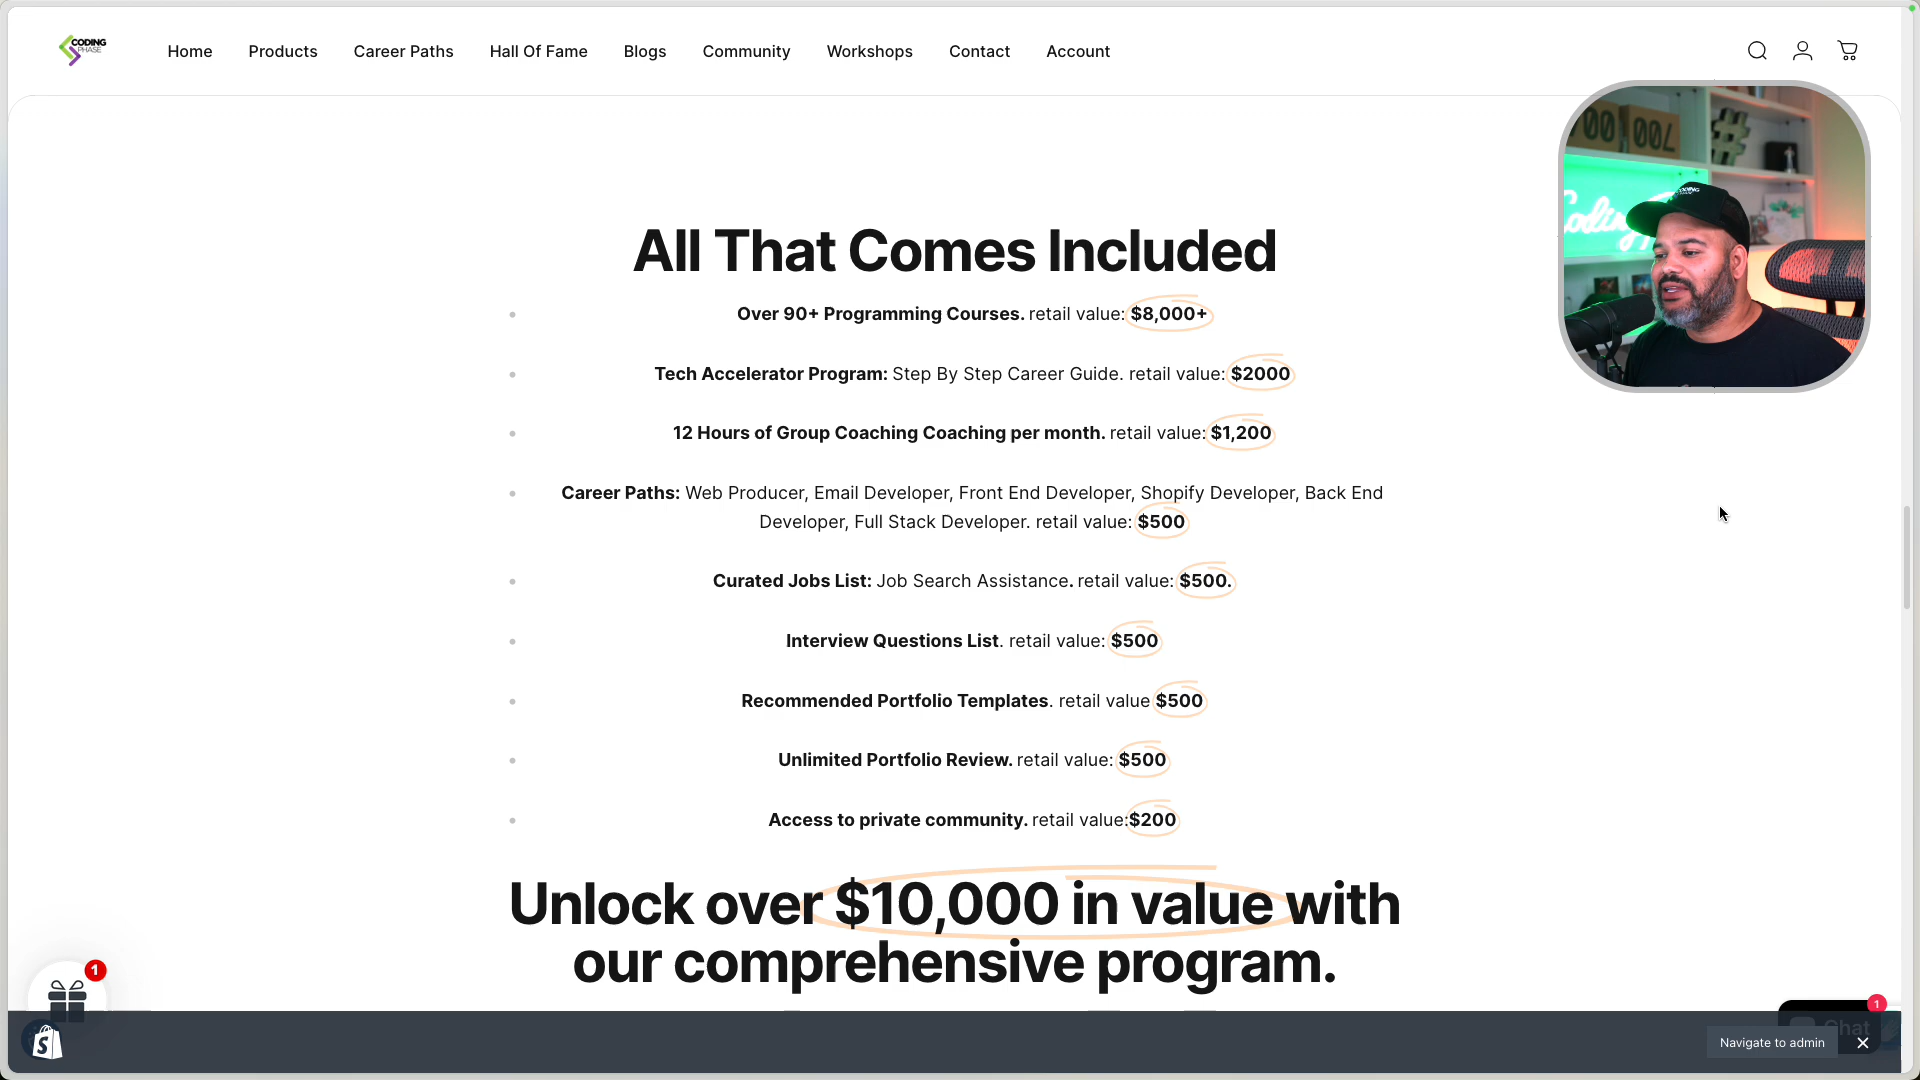 CODING
PHASE
Home
Products
Career Paths
Hall Of Fame
Blogs
Community
Workshops
Contact
Account
All That Comes Included
Over 90+ Programming Courses. retail value: $8,000+
Tech Accelerator Program: Step By Step Career Guide. retail value: $2000
12 Hours of Group Coaching Coaching per month. retail value: $1,200
Career Paths: Web Producer, Email Developer, Front End Developer, Shopify Developer, Back End
Developer, Full Stack Developer. retail value: $500
Curated Jobs List: Job Search Assistance. retail value: $500.
Interview Questions List. retail value: $500
Recommended Portfolio Templates. retail value $500
Unlimited Portfolio Review. retail value: $500
Access to private community. retail value:$200
Unlock over $10,000 in value with
our comprehensive program.
1
1
Chat
Navigate to admin